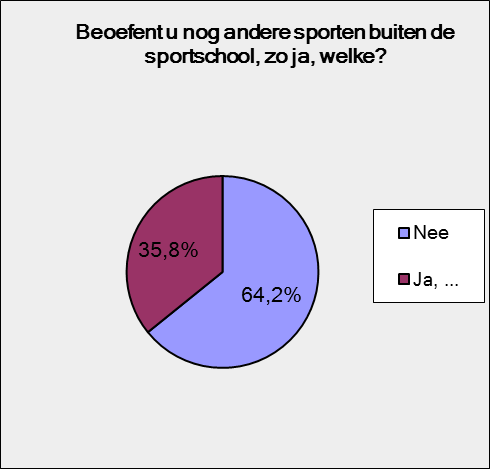 Beoefent u nog andere sporten buiten de
sportschool, zo ja, welke?
35,8%
64,2%
Nee
Ja, ...